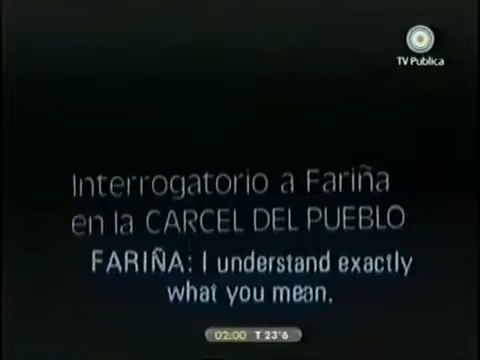 TV Publica
Interrogatorio a Fariña
en la CARCEL DEL PUEBLO
FARIÑA: I understand exactly
what you mean.
02:00 T 23'6